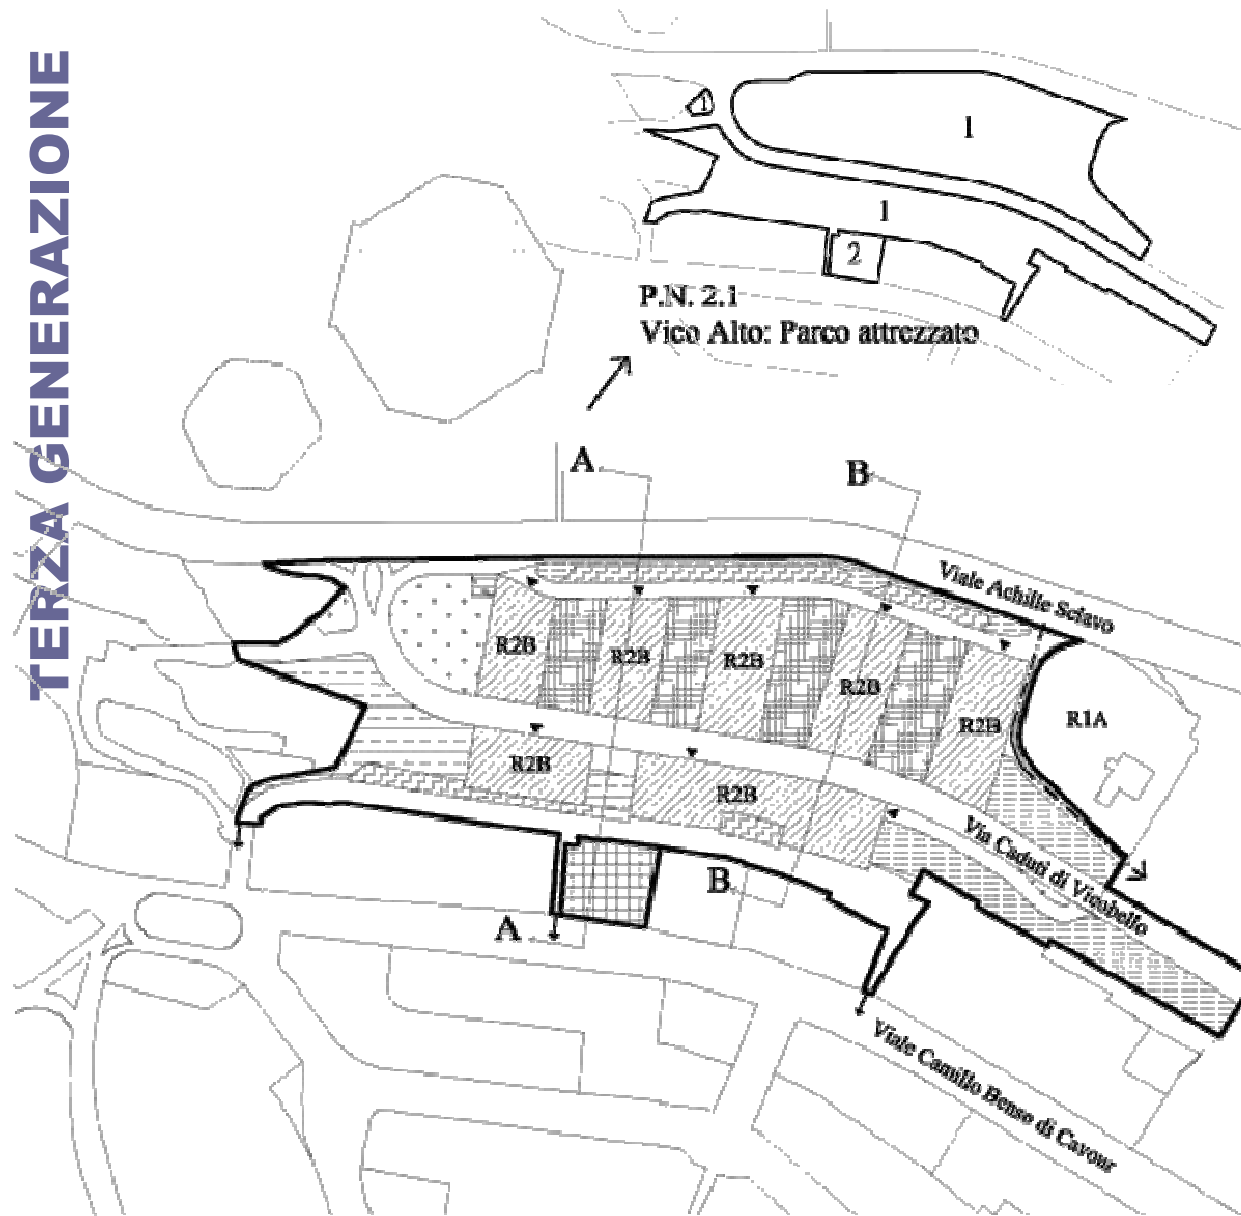 TERZA GENERAZIONE
1
1
1
2
P.N. 2.1
Vico Alto: Parco attrezzato
A
B
Viale Achille Sclavo
R2B
R2B
R2B
R2B
R2B
R1A
R2B
R2B
Via Caduti di Vicobello
B
A
Viale Camillo Benso di Cavour